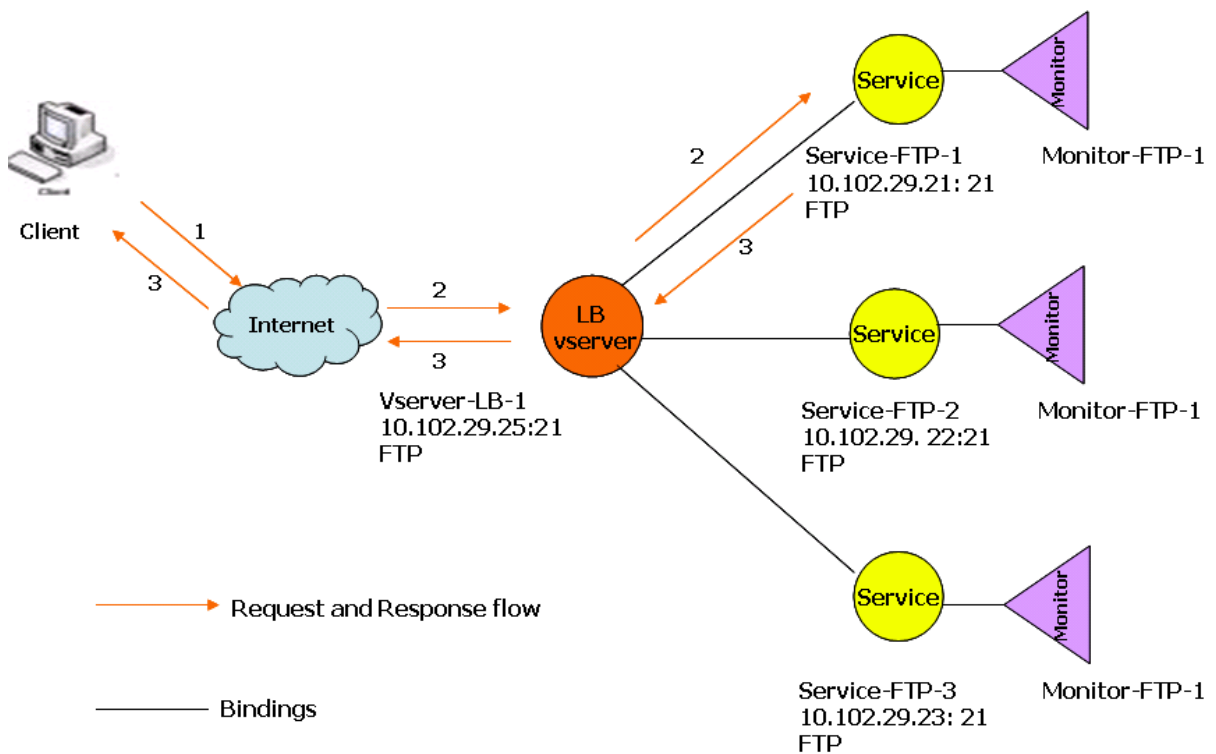 Service
Monitor
2
Service-FTP-1
10.102.29.21: 21
FTP
Monitor-FTP-1
Client
1
3
3
2
Internet
3
LB
vserver
Service
Monitor
Vserver-LB-1
10.102.29.25:21
FTP
Service-FTP-2
10.102.29. 22:21
FTP
Monitor-FTP-1
Service
Monitor
Request and Response flow
Service-FTP-3
10.102.29.23: 21
FTP
Monitor-FTP-1
Bindings